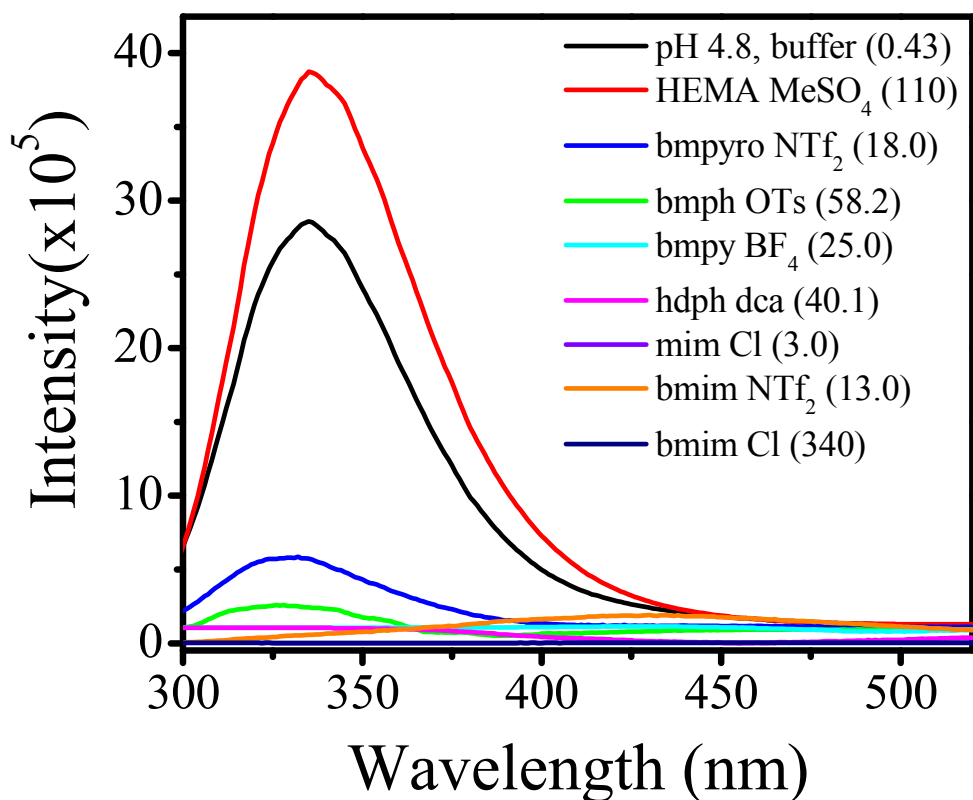 Intensity(x10⁵)
40
30
20
10
0
pH 4.8, buffer (0.43)
HEMA MeSO₄ (110)
bmpyro NTf₂ (18.0)
bmph OTs (58.2)
bmpy BF₄ (25.0)
hdph dca (40.1)
mim Cl (3.0)
bmim NTf₂ (13.0)
bmim Cl (340)
300 350 400 450 500
Wavelength (nm)